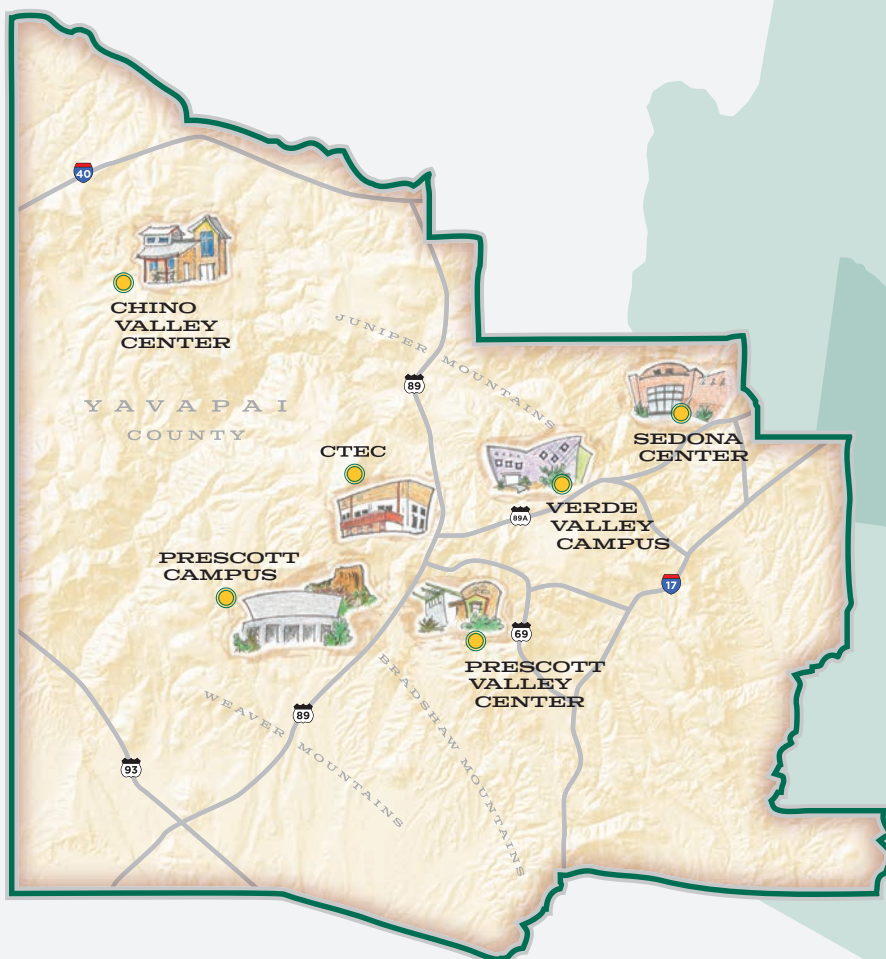 40
CHINO
VALLEY
CENTER
JUNIPER MOUNTAINS
89
YAVAPAI
COUNTY
SEDONA
CENTER
CTEC
VERDE
VALLEY
CAMPUS
89A
PRESCOTT
CAMPUS
17
69
PRESCOTT
VALLEY
CENTER
BRADSHAW MOUNTAINS
WEAVER MOUNTAINS
89
93